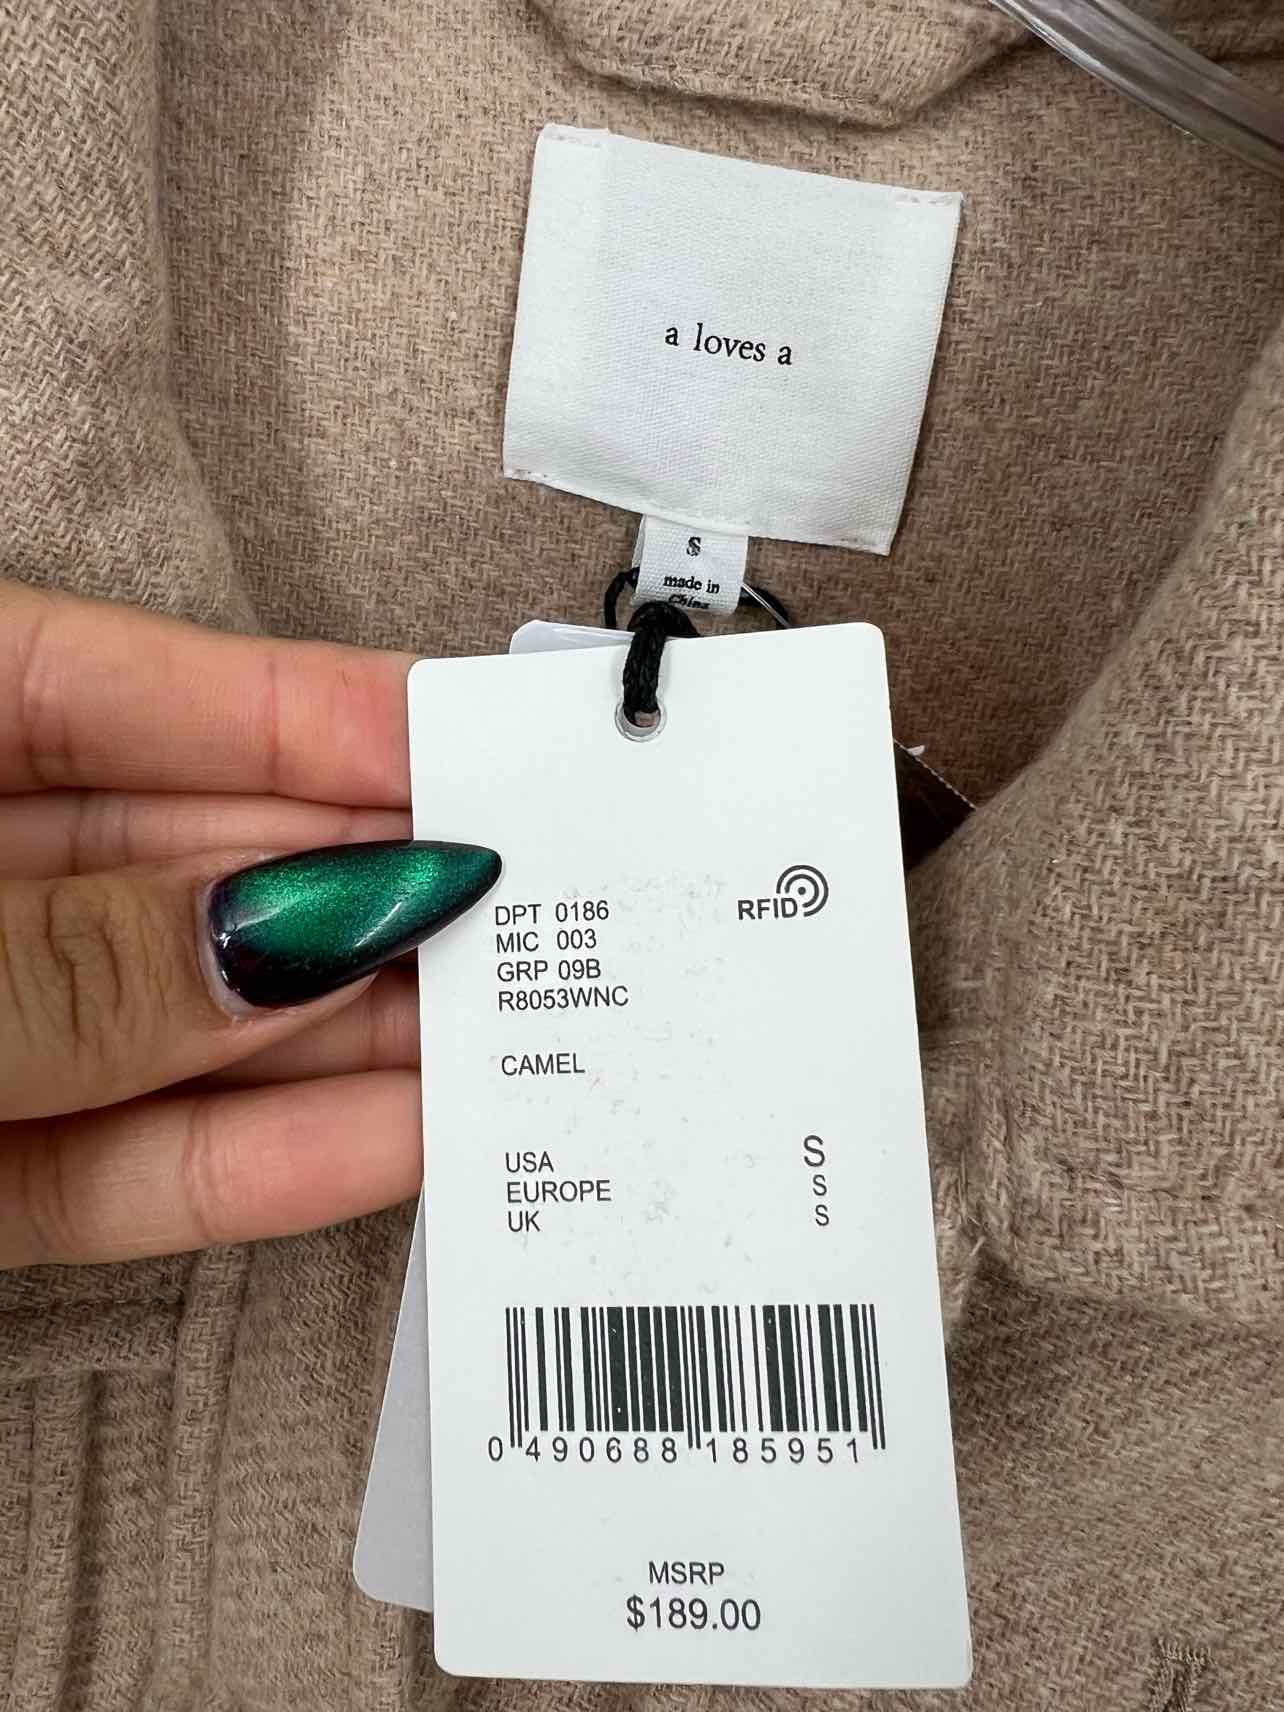 a loves a
S
made in
China
DPT 0186
MIC 003
GRP 09B
R8053WNC
RFID
CAMEL
USA S
EUROPE S
UK S
0 490688 185951
MSRP
$189.00